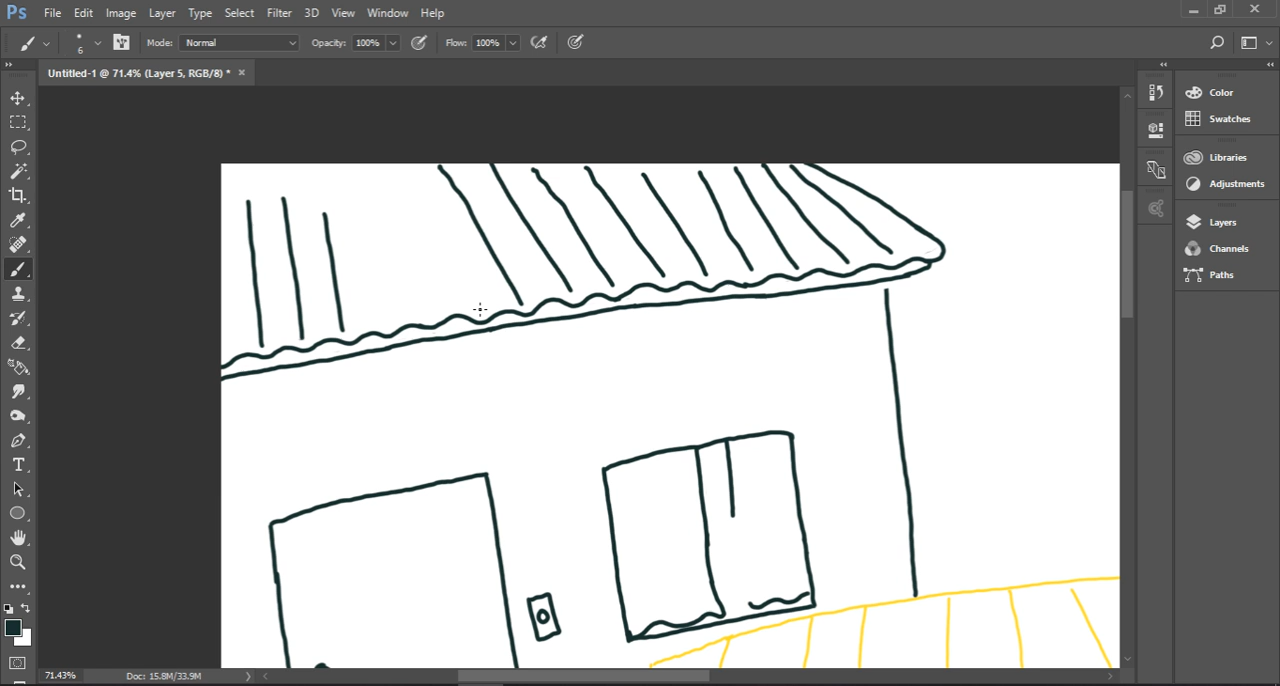 Ps File Edit Image Layer Type Select Filter 3D View Window Help
6 Mode: Normal Opacity: 100% Flow: 100%
Untitled-1 @ 71.4% (Layer 5, RGB/8) *
Color
Swatches
Libraries
Adjustments
Layers
Channels
Paths
71.43% Doc: 15.8M/33.9M